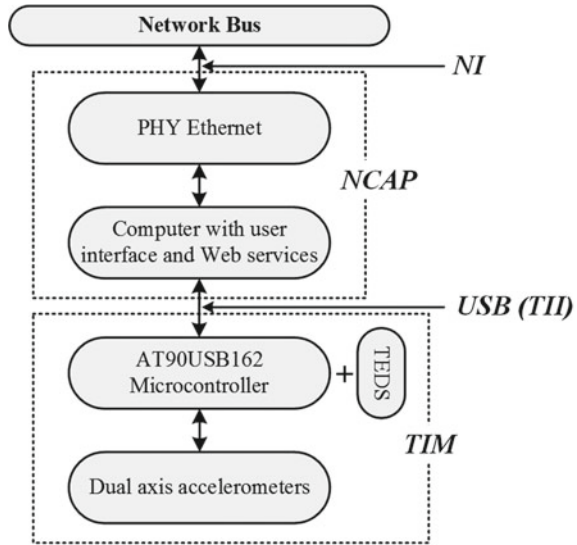 Network Bus
NI
PHY Ethernet
NCAP
Computer with user
interface and Web services
USB (TII)
AT90USB162
Microcontroller
+
TEDS
TIM
Dual axis accelerometers